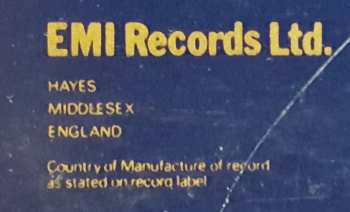 EMI Records Ltd.
HAYES
MIDDLESEX
ENGLAND
Country of Manufacture of record
as stated on record label